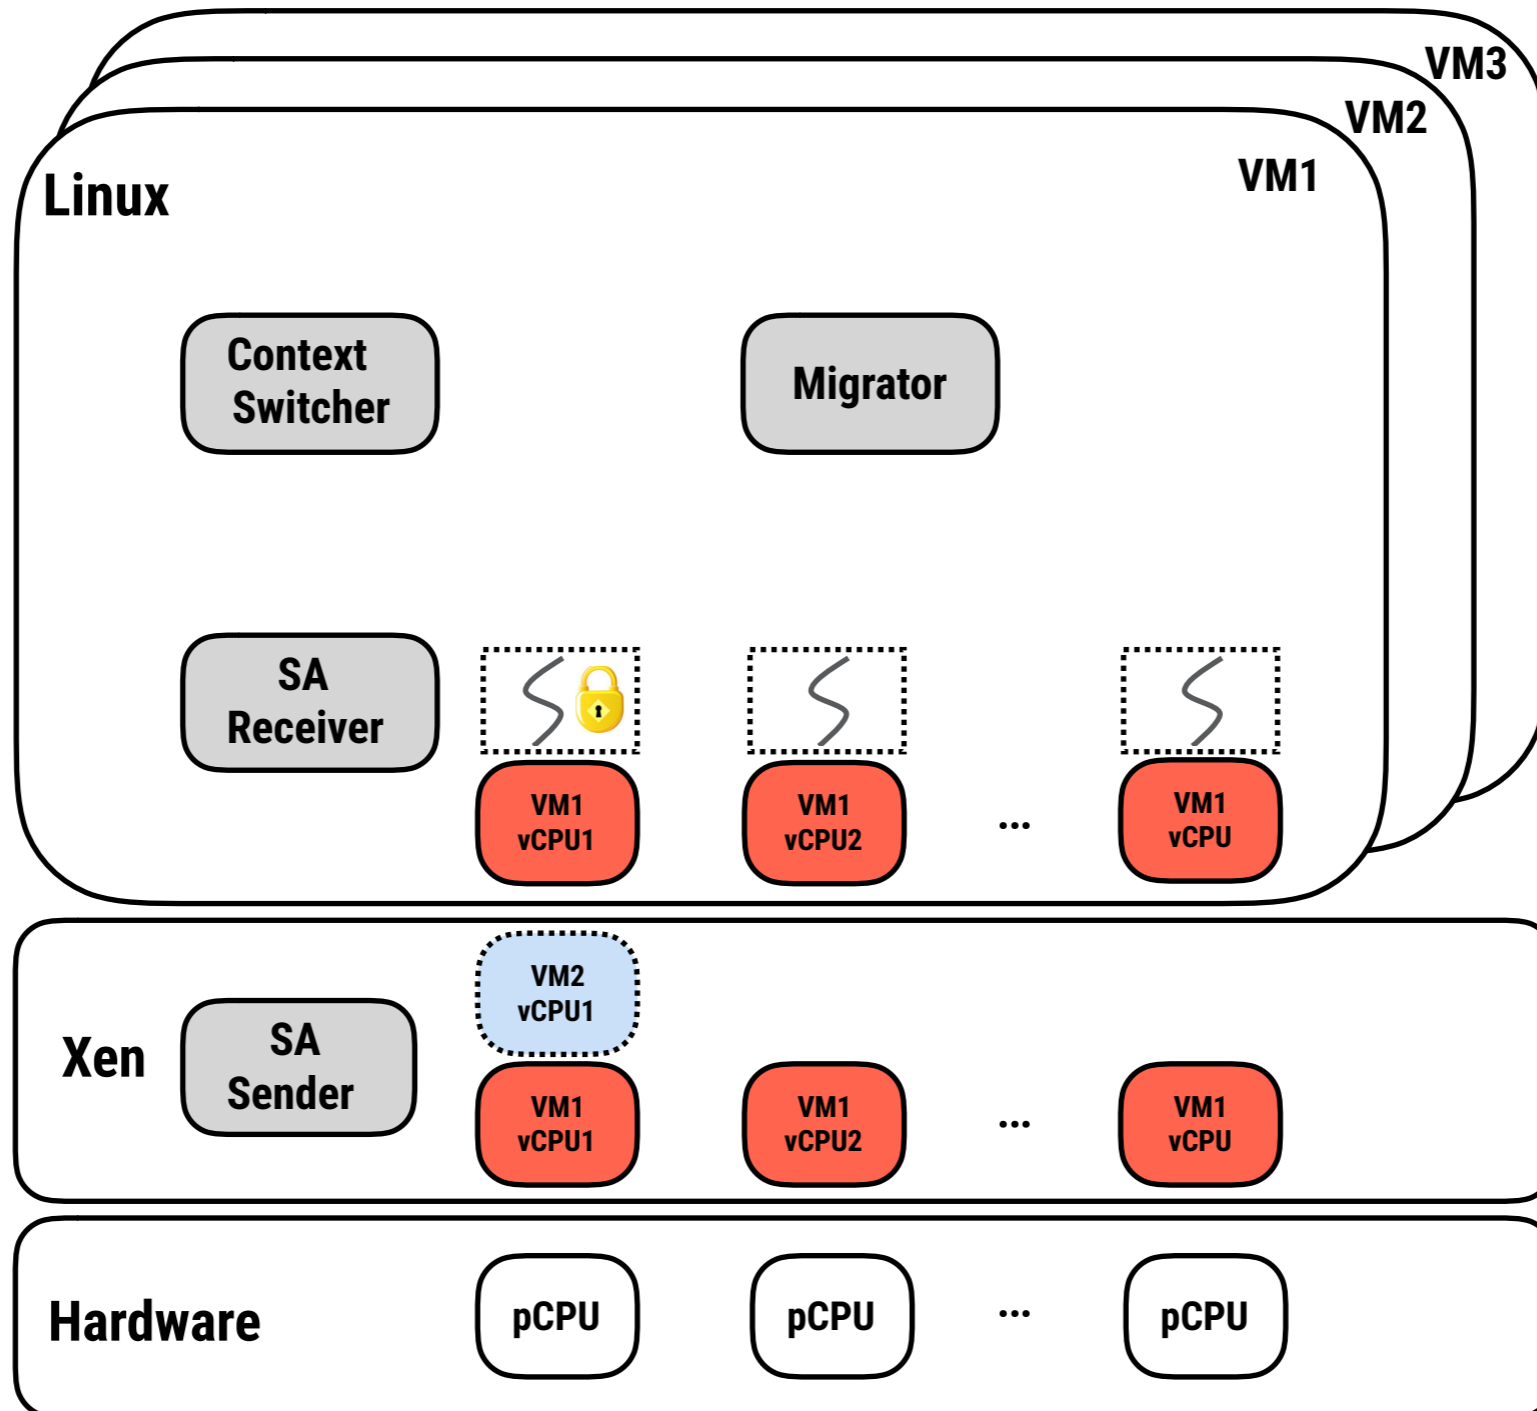 VM3
VM2
VM1
Linux
Context
Switcher
Migrator
SA
Receiver
VM1
vCPU1
VM1
vCPU2
...
VM1
vCPU
VM2
vCPU1
Xen
SA
Sender
VM1
vCPU1
VM1
vCPU2
...
VM1
vCPU
Hardware
pCPU
pCPU
...
pCPU